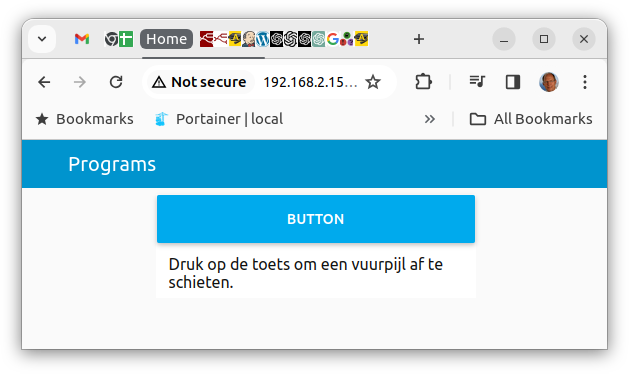 Home
Not secure 192.168.2.15…
Bookmarks Portainer | local » All Bookmarks
Programs
BUTTON
Druk op de toets om een vuurpijl af te
schieten.